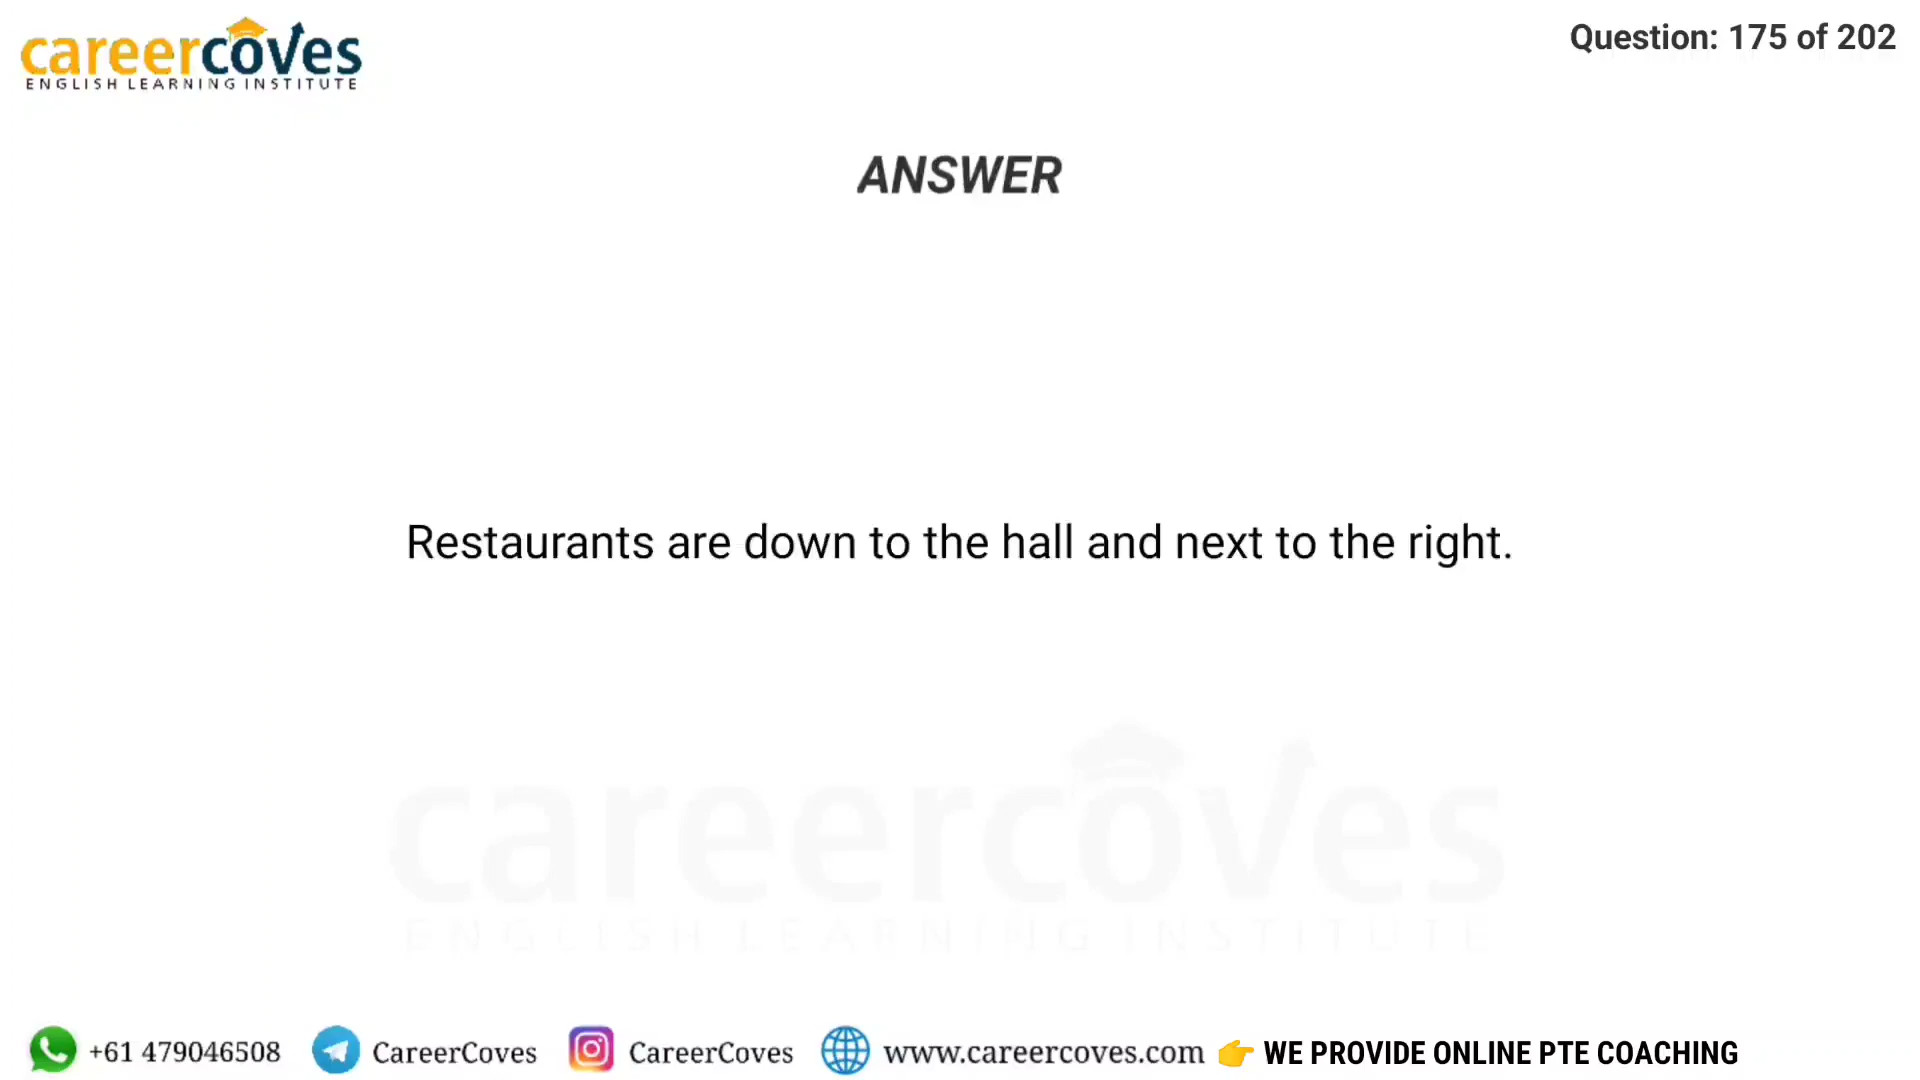 careercoves
ENGLISH LEARNING INSTITUTE
Question: 175 of 202
ANSWER
Restaurants are down to the hall and next to the right.
careercoves
ENGLISH LEARNING INSTITUTE
+61 479046508 CareerCoves CareerCoves www.careercoves.com 👉 WE PROVIDE ONLINE PTE COACHING